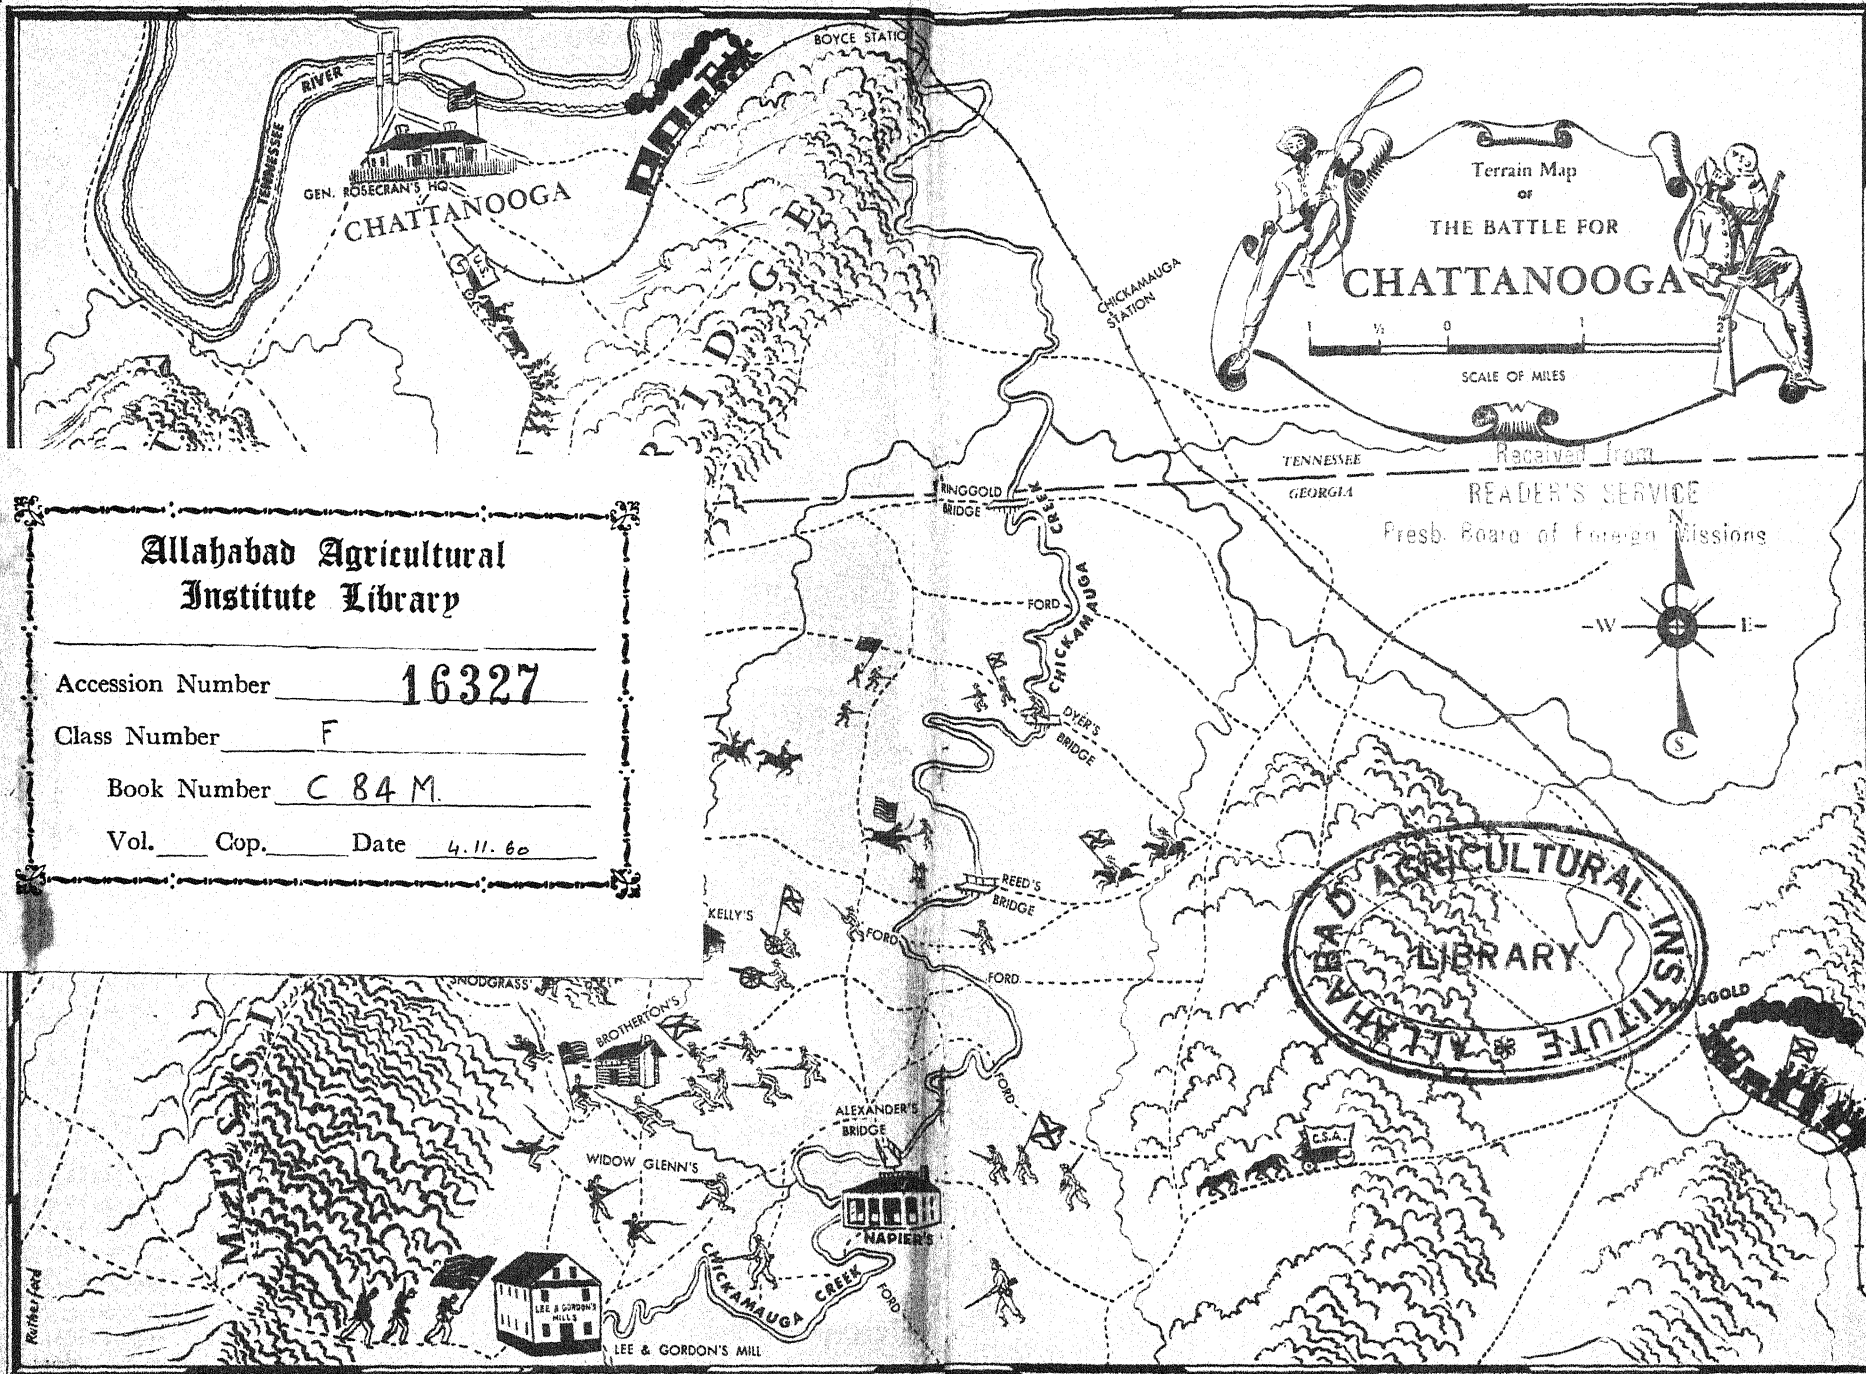 BOYCE STATIO
RIVER
TENNESSEE
GEN. ROSECRAN'S HQ.
CHATTANOOGA
U.S.
RIDGE
CHICKAMAUGA
STATION
Terrain Map
OF
THE BATTLE FOR
CHATTANOOGA
1 ½ 0 1 2
SCALE OF MILES
TENNESSEE
GEORGIA
Received from
READER'S SERVICE
Presb. Board of Foreign Missions
N
W E
S
RINGGOLD
BRIDGE
CREEK
CHICKAMAUGA
FORD
DYER'S
BRIDGE
Allahabad Agricultural
Institute Library
Accession Number 16327
Class Number F
Book Number C 84 M.
Vol. Cop. Date 4.11.60
REED'S
BRIDGE
KELLY'S
FORD
FORD
ALLAHABAD AGRICULTURAL INSTITUTE
LIBRARY
GGOLD
SNODGRASS'
BROTHERTON'S
FORD
ALEXANDER'S
BRIDGE
C.S.A.
WIDOW GLENN'S
NAPIER'S
MISSI
CHICKAMAUGA CREEK
FORD
LEE & GORDON'S
MILLS
LEE & GORDON'S MILL
Rutherford